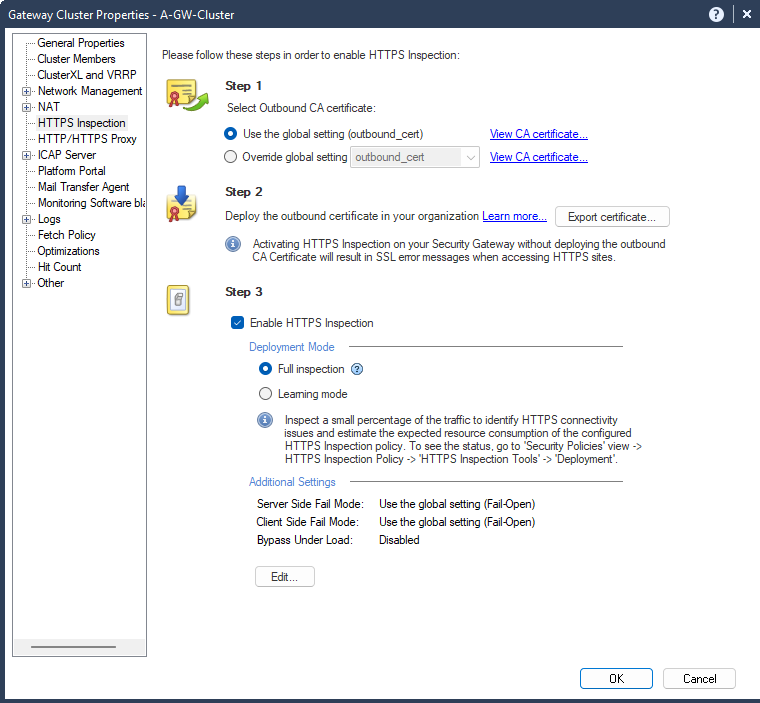 Gateway Cluster Properties - A-GW-Cluster
General Properties
Cluster Members
ClusterXL and VRRP
Network Management
NAT
HTTPS Inspection
HTTP/HTTPS Proxy
ICAP Server
Platform Portal
Mail Transfer Agent
Monitoring Software bla
Logs
Fetch Policy
Optimizations
Hit Count
Other
Please follow these steps in order to enable HTTPS Inspection:
Step 1
Select Outbound CA certificate:
Use the global setting (outbound_cert) View CA certificate...
Override global setting outbound_cert View CA certificate...
Step 2
Deploy the outbound certificate in your organization Learn more... Export certificate...
Activating HTTPS Inspection on your Security Gateway without deploying the outbound
CA Certificate will result in SSL error messages when accessing HTTPS sites.
Step 3
Enable HTTPS Inspection
Deployment Mode
Full inspection
Learning mode
Inspect a small percentage of the traffic to identify HTTPS connectivity
issues and estimate the expected resource consumption of the configured
HTTPS Inspection policy. To see the status, go to 'Security Policies' view ->
HTTPS Inspection Policy -> 'HTTPS Inspection Tools' -> 'Deployment'.
Additional Settings
Server Side Fail Mode: Use the global setting (Fail-Open)
Client Side Fail Mode: Use the global setting (Fail-Open)
Bypass Under Load: Disabled
Edit...
OK Cancel